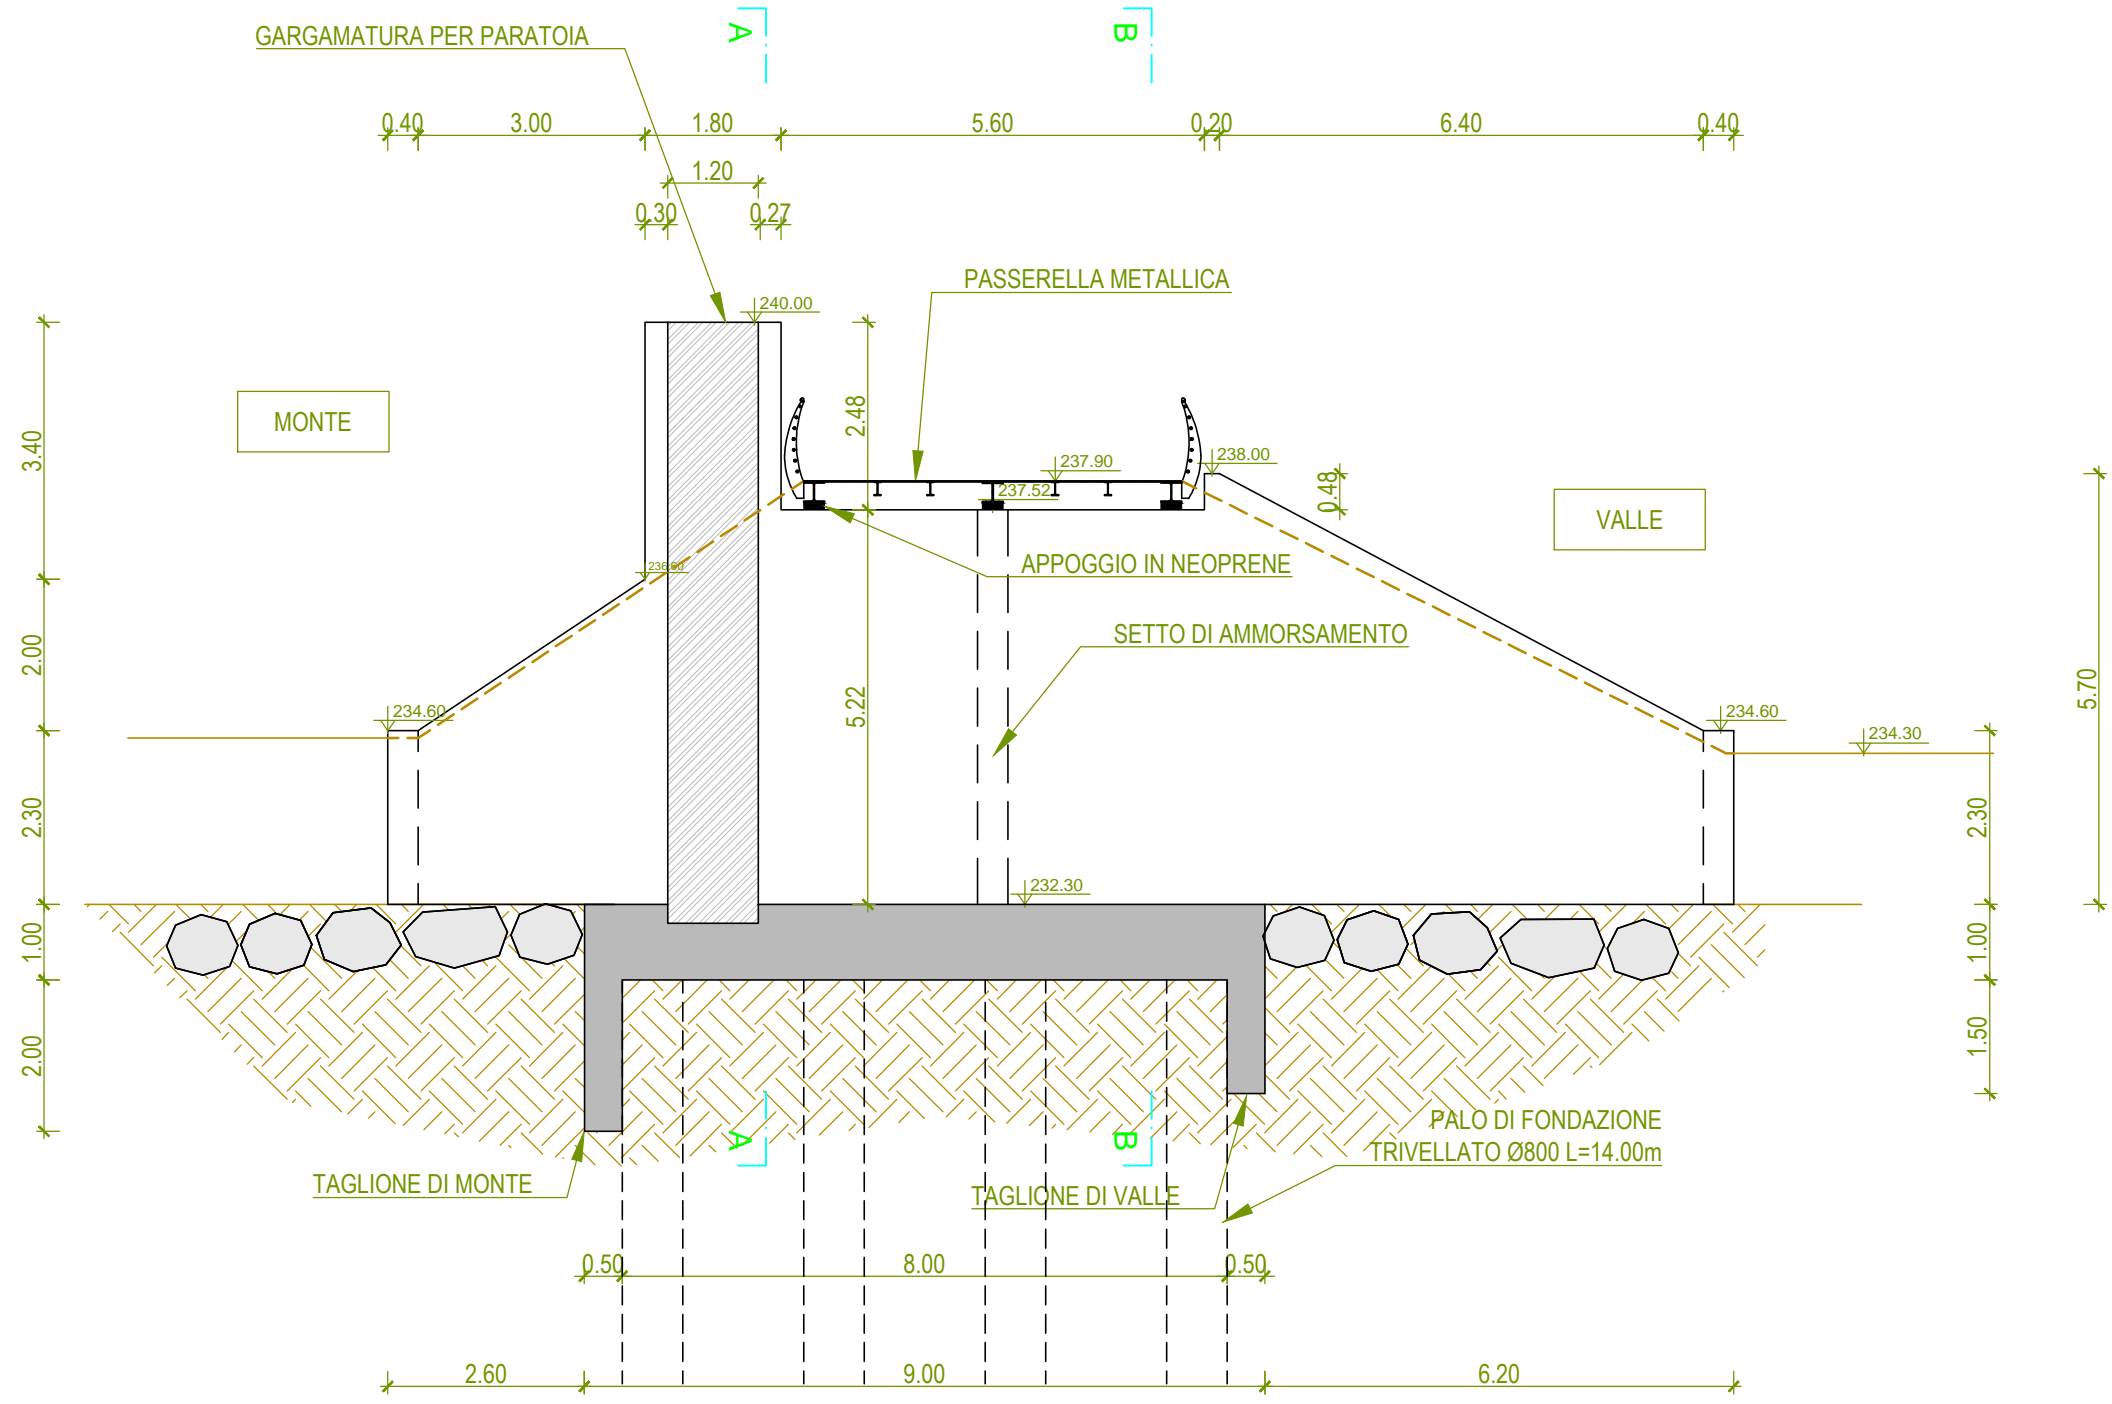 GARGAMATURA PER PARATOIA
A
B
0.40
3.00
1.80
5.60
0.20
6.40
0.40
1.20
0.30
0.27
PASSERELLA METALLICA
240.00
MONTE
3.40
2.48
237.90
238.00
237.52
0.48
VALLE
APPOGGIO IN NEOPRENE
236.60
SETTO DI AMMORSAMENTO
2.00
5.22
5.70
234.60
234.60
234.30
2.30
2.30
232.30
1.00
1.00
2.00
1.50
A
B
PALO DI FONDAZIONE
TRIVELLATO Ø800 L=14.00m
TAGLIONE DI MONTE
TAGLIONE DI VALLE
0.50
8.00
0.50
2.60
9.00
6.20